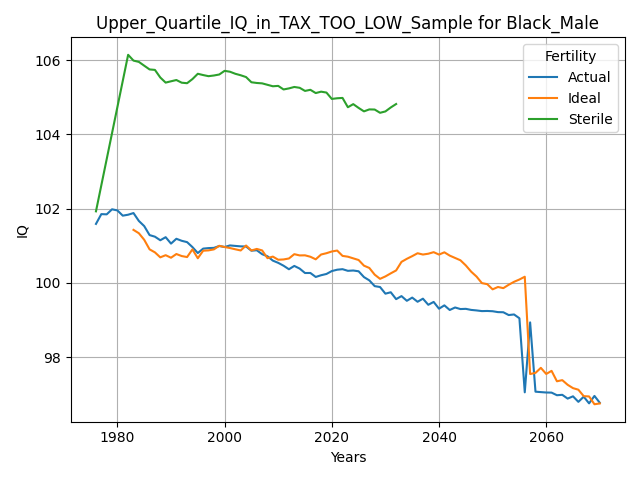 Upper_Quartile_IQ_in_TAX_TOO_LOW_Sample for Black_Male
Fertility
Actual
Ideal
Sterile
106
104
102
100
98
IQ
1980
2000
2020
2040
2060
Years